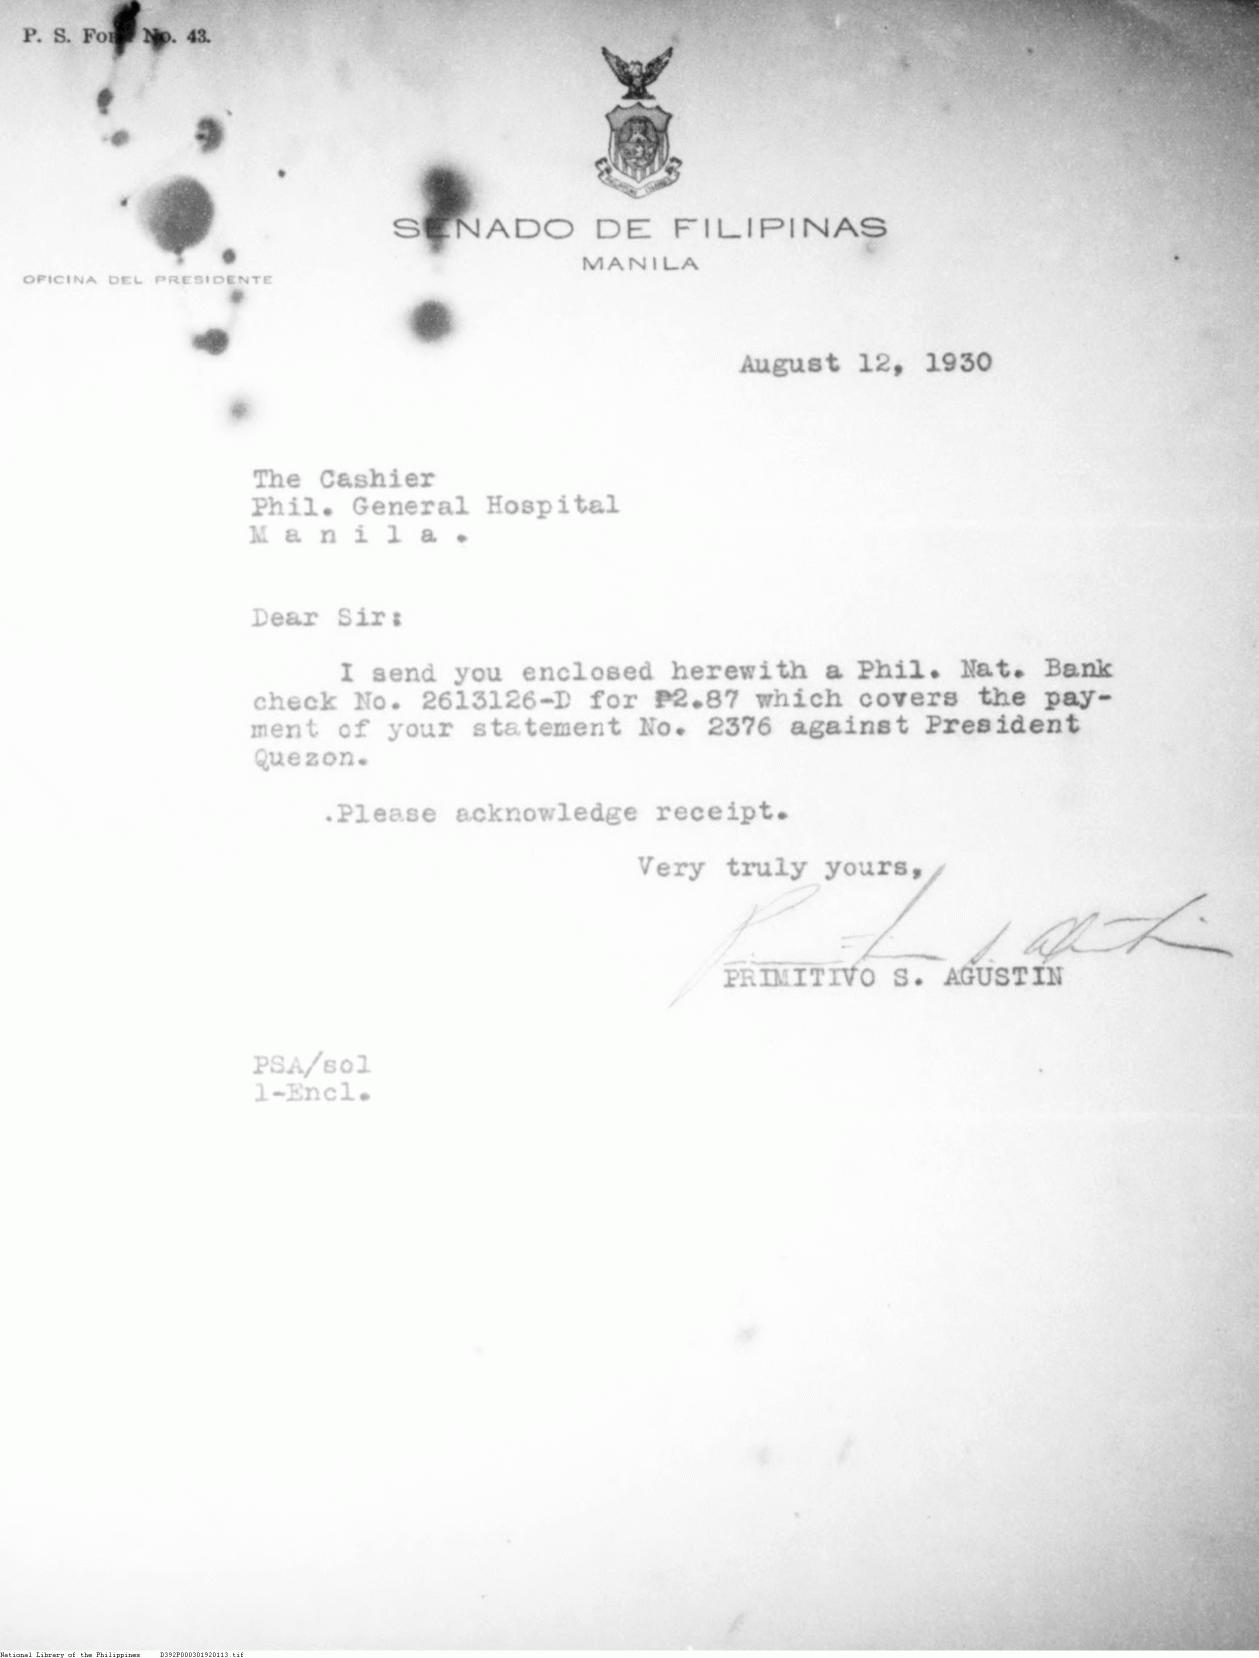 P. S. Form No. 43.
SENADO DE FILIPINAS
MANILA
OFICINA DEL PRESIDENTE
August 12, 1930
The Cashier
Phil. General Hospital
M a n i l a .
Dear Sir:
I send you enclosed herewith a Phil. Nat. Bank
check No. 2613126-D for ₱2.87 which covers the pay-
ment of your statement No. 2376 against President
Quezon.
.Please acknowledge receipt.
Very truly yours,
Primitivo S. Agustin
PRIMITIVO S. AGUSTIN
PSA/sol
1-Encl.
National Library of the Philippines D392P000301920113.tif